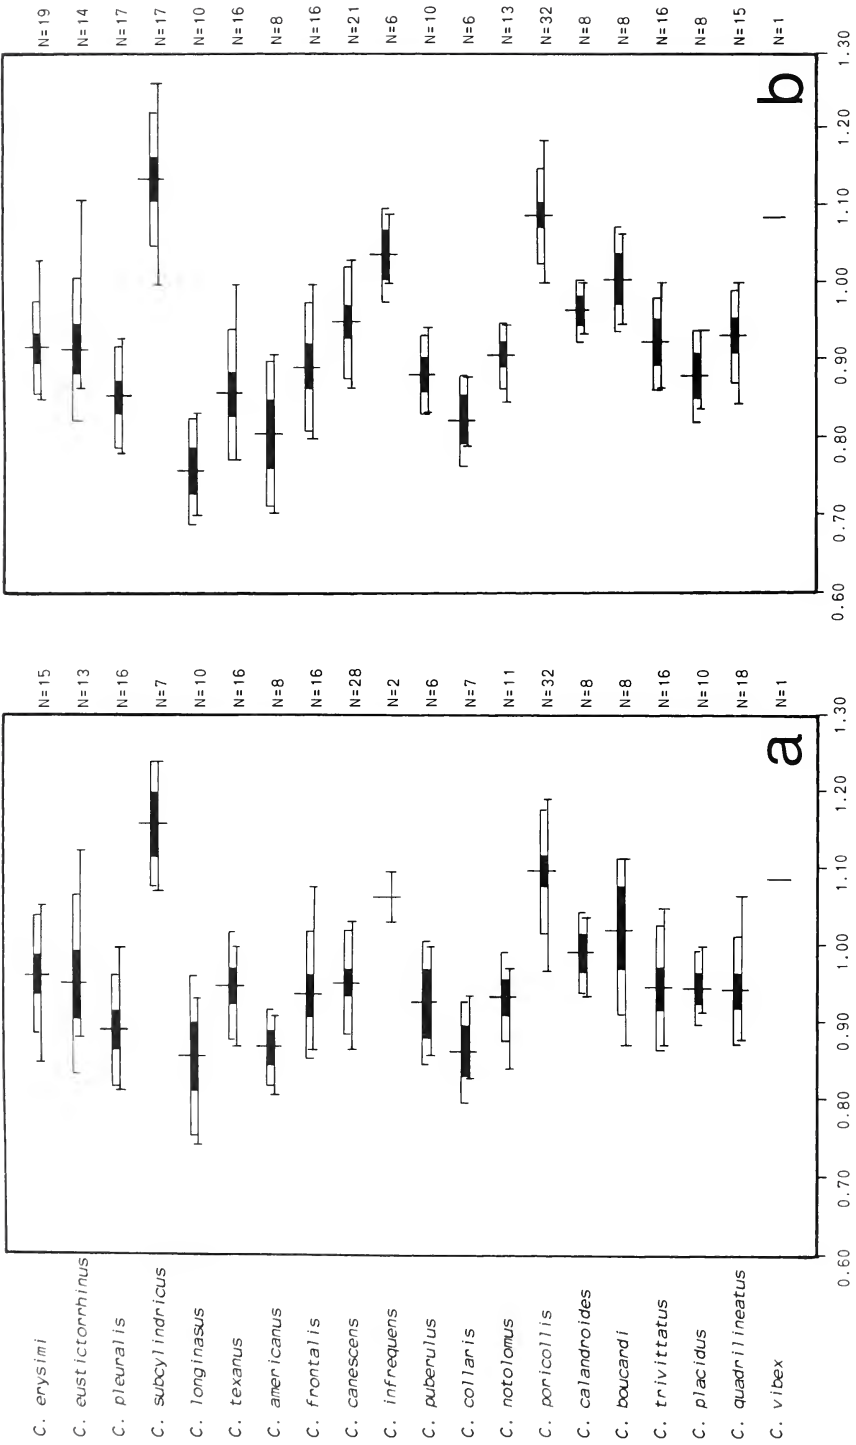 C. erysimi
C. eustictorrhinus
C. pleuralis
C. subcylindricus
C. longinasus
C. texanus
C. americanus
C. frontalis
C. canescens
C. infrequens
C. puberulus
C. collaris
C. notolomus
C. poricollis
C. calandroides
C. boucardi
C. trivittatus
C. placidus
C. quadrilineatus
C. vibex
a
N=15
N=13
N=16
N=7
N=10
N=16
N=8
N=16
N=28
N=2
N=6
N=7
N=11
N=32
N=8
N=8
N=16
N=10
N=18
N=1
0.60 0.70 0.80 0.90 1.00 1.10 1.20 1.30
b
N=19
N=14
N=17
N=17
N=10
N=16
N=8
N=16
N=21
N=6
N=10
N=6
N=13
N=32
N=8
N=8
N=16
N=8
N=15
N=1
0.60 0.70 0.80 0.90 1.00 1.10 1.20 1.30